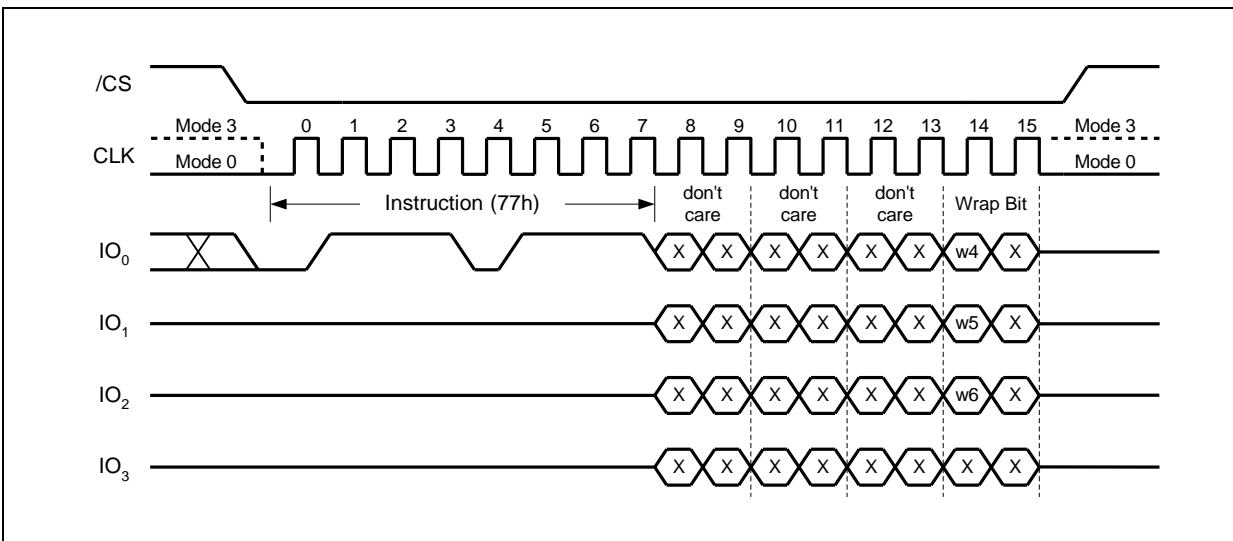 /CS
Mode 3 0 1 2 3 4 5 6 7 8 9 10 11 12 13 14 15 Mode 3
CLK
Mode 0 Mode 0
Instruction (77h) don't care don't care don't care Wrap Bit
IO0 X X X X X X w4 X
IO1 X X X X X X w5 X
IO2 X X X X X X w6 X
IO3 X X X X X X X X